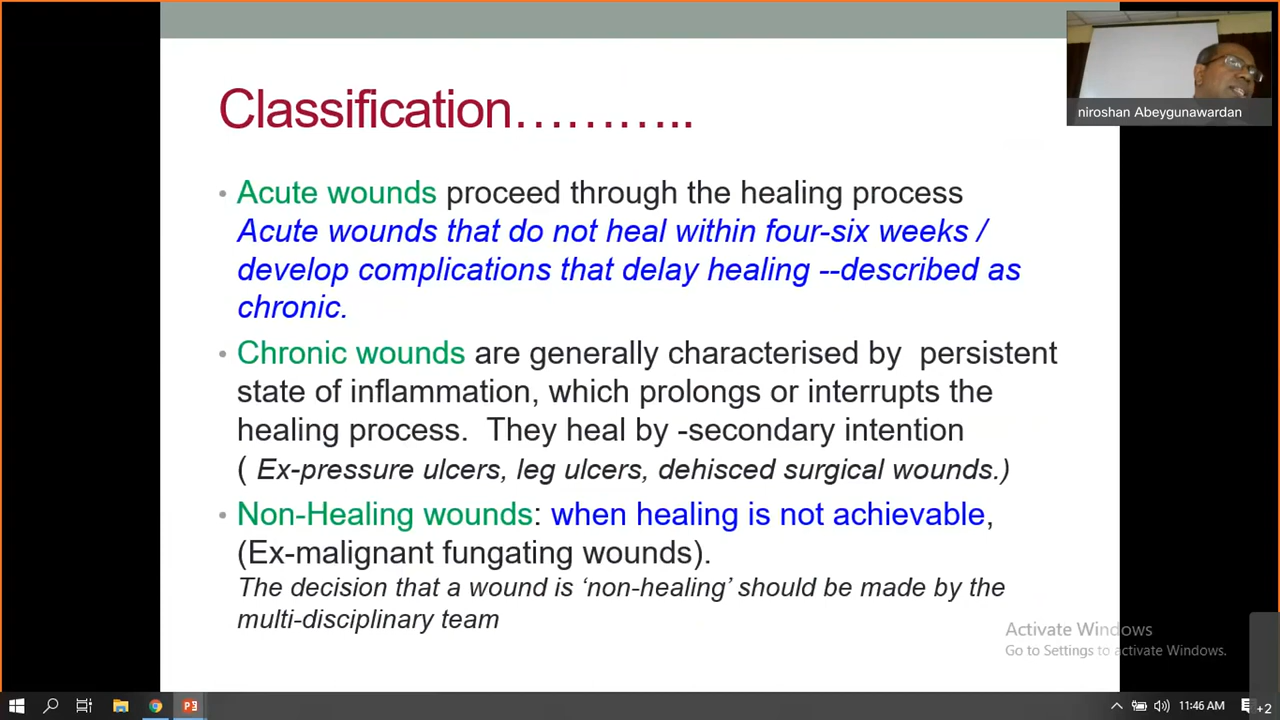 Classification………..
niroshan Abeygunawardan
• Acute wounds proceed through the healing process
Acute wounds that do not heal within four-six weeks /
develop complications that delay healing --described as
chronic.
• Chronic wounds are generally characterised by  persistent
state of inflammation, which prolongs or interrupts the
healing process.  They heal by -secondary intention
( Ex-pressure ulcers, leg ulcers, dehisced surgical wounds.)
• Non-Healing wounds: when healing is not achievable,
(Ex-malignant fungating wounds).
The decision that a wound is ‘non-healing’ should be made by the
multi-disciplinary team
Activate Windows
Go to Settings to activate Windows.
11:46 AM
+2